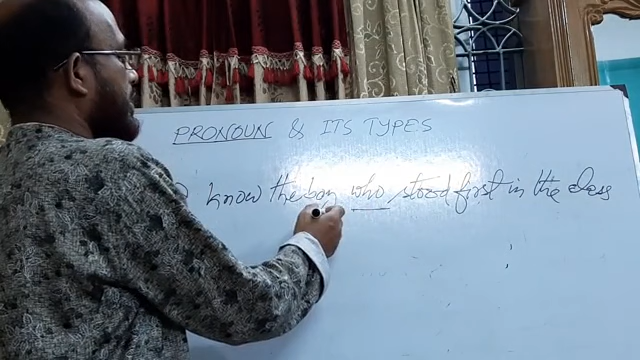 PRONOUN & ITS TYPES
know the boy who stood first in the class